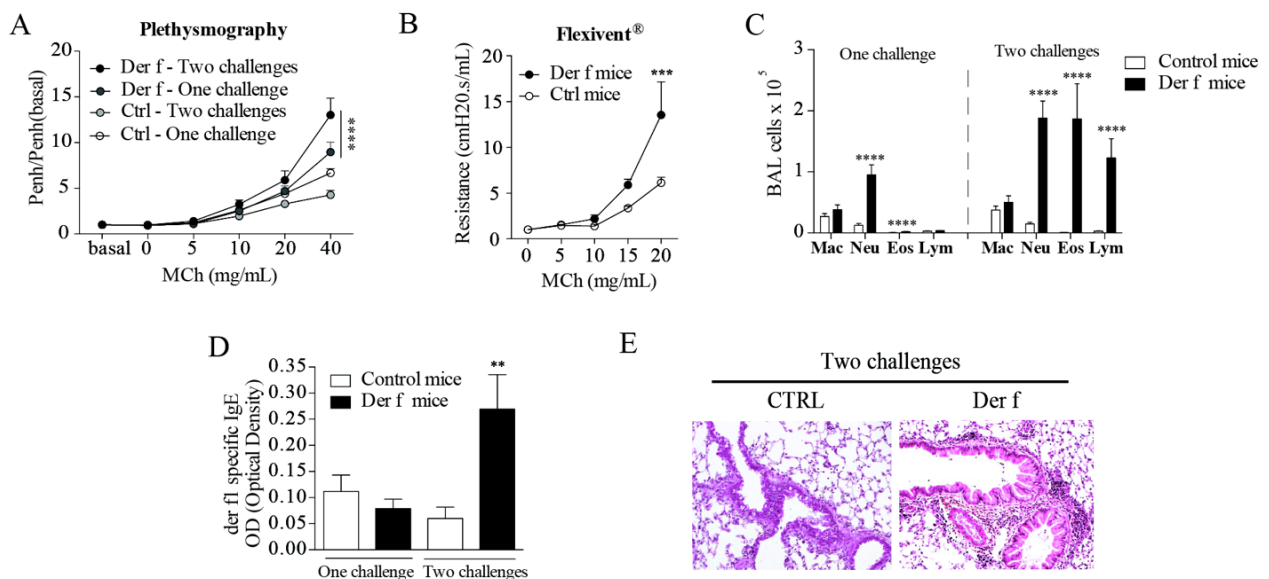 A
Plethysmography
Der f - Two challenges
Der f - One challenge
Ctrl - Two challenges
Ctrl - One challenge
20
15
10
5
0
Penh/Penh(basal)
****
basal 0 5 10 20 40
MCh (mg/mL)
B
Flexivent®
Der f mice
Ctrl mice
20
15
10
5
0
Resistance (cmH20.s/mL)
***
0 5 10 15 20
MCh (mg/mL)
C
One challenge
Two challenges
Control mice
Der f mice
3
2
1
0
BAL cells x 10 5
**** **** **** **** ****
Mac Neu Eos Lym Mac Neu Eos Lym
D
Control mice
Der f mice
0.35
0.30
0.25
0.20
0.15
0.10
0.05
0.00
der f1 specific IgE
OD (Optical Density)
**
One challenge Two challenges
E
Two challenges
CTRL Der f